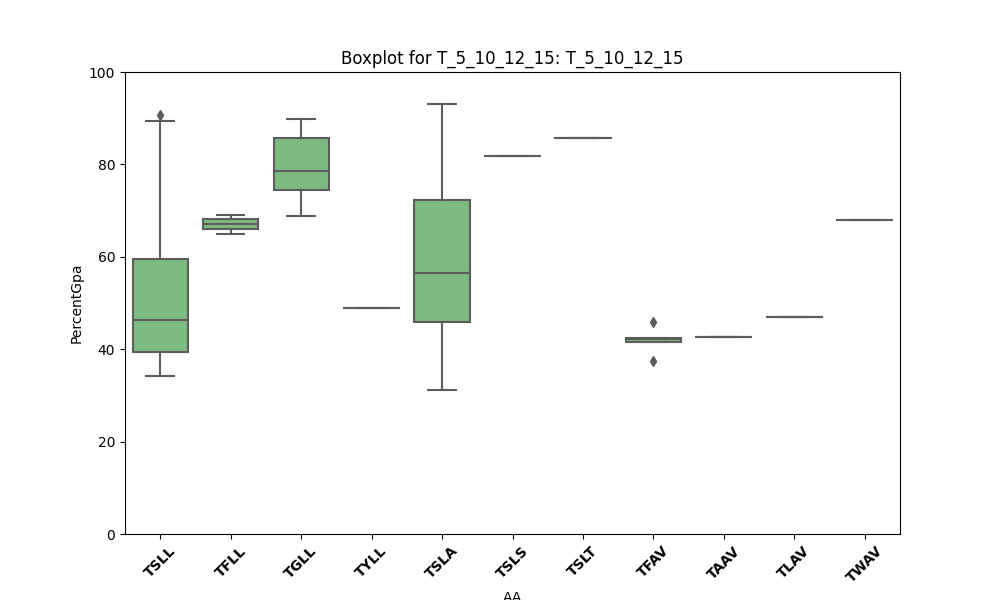 Boxplot for T_5_10_12_15: T_5_10_12_15
100
80
60
40
20
0
PercentGpa
TSLL TFLL TGLL TYLL TSLA TSLS TSLT TFAV TAAV TLAV TWAV
AA